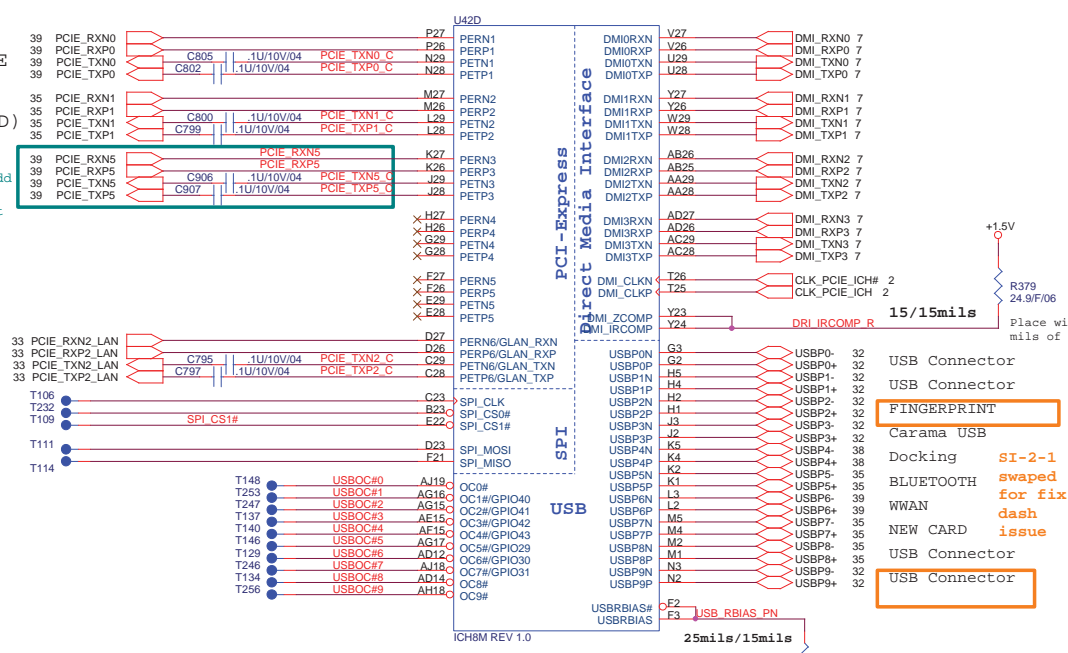 U42D
39 PCIE_RXN0 P27 PERN1 DMI0RXN V27 DMI_RXN0 7
39 PCIE_RXP0 P26 PERP1 DMI0RXP V26 DMI_RXP0 7
E 39 PCIE_TXN0 C805 .1U/10V/04 PCIE_TXN0_C N29 PETN1 DMI0TXN U29 DMI_TXN0 7
39 PCIE_TXP0 C802 .1U/10V/04 PCIE_TXP0_C N28 PETP1 DMI0TXP U28 DMI_TXP0 7
35 PCIE_RXN1 M27 PERN2 DMI1RXN Y27 DMI_RXN1 7
35 PCIE_RXP1 M26 PERP2 DMI1RXP Y26 DMI_RXP1 7
D) 35 PCIE_TXN1 C800 .1U/10V/04 PCIE_TXN1_C L29 PETN2 DMI1TXN W29 DMI_TXN1 7
35 PCIE_TXP1 C799 .1U/10V/04 PCIE_TXP1_C L28 PETP2 DMI1TXP W28 DMI_TXP1 7
39 PCIE_RXN5 PCIE_RXN5 K27 PERN3 DMI2RXN AB26 DMI_RXN2 7
39 PCIE_RXP5 PCIE_RXP5 K26 PERP3 DMI2RXP AB25 DMI_RXP2 7
dd 39 PCIE_TXN5 C906 .1U/10V/04 PCIE_TXN5_C J29 PETN3 DMI2TXN AA29 DMI_TXN2 7
39 PCIE_TXP5 C907 .1U/10V/04 PCIE_TXP5_C J28 PETP3 DMI2TXP AA28 DMI_TXP2 7
t
H27 PERN4 DMI3RXN AD27 DMI_RXN3 7
H26 PERP4 DMI3RXP AD26 DMI_RXP3 7
G29 PETN4 DMI3TXN AC29 DMI_TXN3 7
G28 PETP4 DMI3TXP AC28 DMI_TXP3 7
+1.5V
F27 PERN5 DMI_CLKN T26 CLK_PCIE_ICH# 2
F26 PERP5 DMI_CLKP T25 CLK_PCIE_ICH 2
E29 PETN5
E28 PETP5
R379
24.9/F/06
PCI-Express
Direct Media Interface
DMI_ZCOMP Y23
DMI_IRCOMP Y24 DRI_IRCOMP_R
15/15mils
Place wi
mils of
33 PCIE_RXN2_LAN D27 PERN6/GLAN_RXN
33 PCIE_RXP2_LAN D26 PERP6/GLAN_RXP
33 PCIE_TXN2_LAN C795 .1U/10V/04 PCIE_TXN2_C C29 PETN6/GLAN_TXN
33 PCIE_TXP2_LAN C797 .1U/10V/04 PCIE_TXP2_C C28 PETP6/GLAN_TXP
T106 C23 SPI_CLK
T232 B23 SPI_CS0#
T109 SPI_CS1# E22 SPI_CS1#
T111 D23 SPI_MOSI
T114 F21 SPI_MISO
SPI
T148 USBOC#0 AJ19 OC0#
T253 USBOC#1 AG16 OC1#/GPIO40
T247 USBOC#2 AG15 OC2#/GPIO41
T137 USBOC#3 AE15 OC3#/GPIO42
T140 USBOC#4 AF15 OC4#/GPIO43
T146 USBOC#5 AG17 OC5#/GPIO29
T129 USBOC#6 AD12 OC6#/GPIO30
T246 USBOC#7 AJ18 OC7#/GPIO31
T134 USBOC#8 AD14 OC8#
T256 USBOC#9 AH18 OC9#
USB
USBP0N G3 USBP0- 32
USBP0P G2 USBP0+ 32
USBP1N H5 USBP1- 32
USBP1P H4 USBP1+ 32
USBP2N H2 USBP2- 32
USBP2P H1 USBP2+ 32
USBP3N J3 USBP3- 32
USBP3P J2 USBP3+ 32
USBP4N K5 USBP4- 38
USBP4P K4 USBP4+ 38
USBP5N K2 USBP5- 35
USBP5P K1 USBP5+ 35
USBP6N L3 USBP6- 39
USBP6P L2 USBP6+ 39
USBP7N M5 USBP7- 35
USBP7P M4 USBP7+ 35
USBP8N M2 USBP8- 35
USBP8P M1 USBP8+ 35
USBP9N N3 USBP9- 32
USBP9P N2 USBP9+ 32
USB Connector
USB Connector
FINGERPRINT
Carama USB
Docking
BLUETOOTH
WWAN
NEW CARD
USB Connector
USB Connector
SI-2-1
swaped
for fix
dash
issue
USBRBIAS# F2
USBRBIAS F3 USB_RBIAS_PN
25mils/15mils
ICH8M REV 1.0